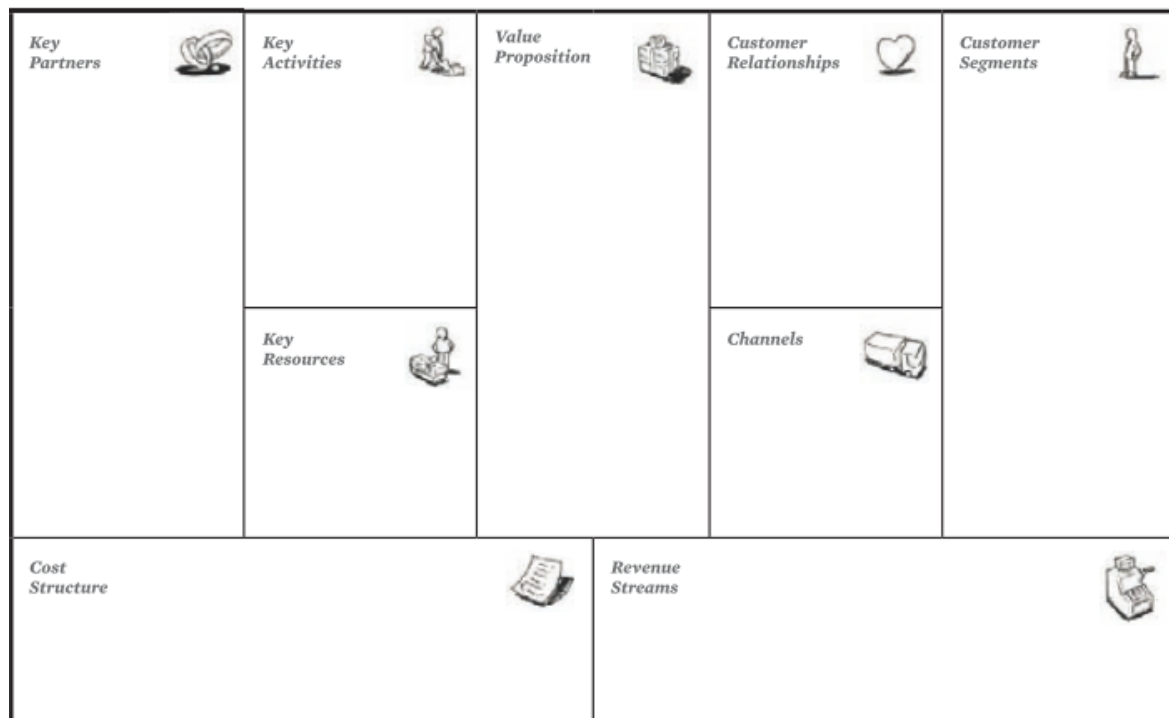 Key
Partners
Key
Activities
Value
Proposition
Customer
Relationships
Customer
Segments
Key
Resources
Channels
Cost
Structure
Revenue
Streams